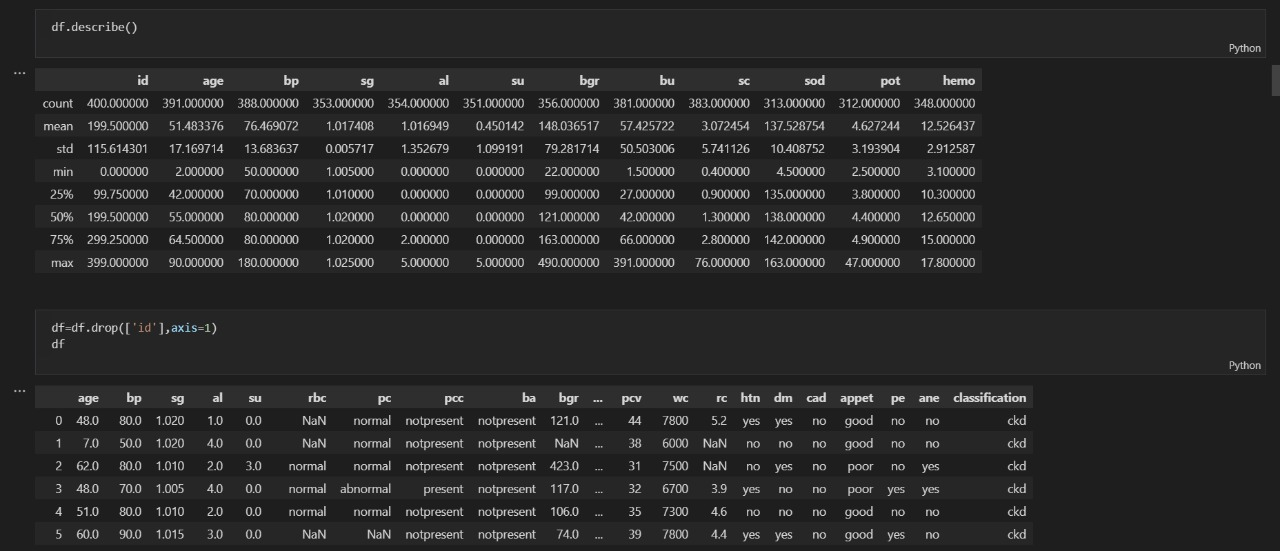 df.describe()
Python
...
id age bp sg al su bgr bu sc sod pot hemo
count 400.000000 391.000000 388.000000 353.000000 354.000000 351.000000 356.000000 381.000000 383.000000 313.000000 312.000000 348.000000
mean 199.500000 51.483376 76.469072 1.017408 1.016949 0.450142 148.036517 57.425722 3.072454 137.528754 4.627244 12.526437
std 115.614301 17.169714 13.683637 0.005717 1.352679 1.099191 79.281714 50.503006 5.741126 10.408752 3.193904 2.912587
min 0.000000 2.000000 50.000000 1.005000 0.000000 0.000000 22.000000 1.500000 0.400000 4.500000 2.500000 3.100000
25% 99.750000 42.000000 70.000000 1.010000 0.000000 0.000000 99.000000 27.000000 0.900000 135.000000 3.800000 10.300000
50% 199.500000 55.000000 80.000000 1.020000 0.000000 0.000000 121.000000 42.000000 1.300000 138.000000 4.400000 12.650000
75% 299.250000 64.500000 80.000000 1.020000 2.000000 0.000000 163.000000 66.000000 2.800000 142.000000 4.900000 15.000000
max 399.000000 90.000000 180.000000 1.025000 5.000000 5.000000 490.000000 391.000000 76.000000 163.000000 47.000000 17.800000
df=df.drop(['id'],axis=1)
df
Python
...
age bp sg al su rbc pc pcc ba bgr ... pcv wc rc htn dm cad appet pe ane classification
0 48.0 80.0 1.020 1.0 0.0 NaN normal notpresent notpresent 121.0 ... 44 7800 5.2 yes yes no good no no ckd
1 7.0 50.0 1.020 4.0 0.0 NaN normal notpresent notpresent NaN ... 38 6000 NaN no no no good no no ckd
2 62.0 80.0 1.010 2.0 3.0 normal normal notpresent notpresent 423.0 ... 31 7500 NaN no yes no poor no yes ckd
3 48.0 70.0 1.005 4.0 0.0 normal abnormal present notpresent 117.0 ... 32 6700 3.9 yes no no poor yes yes ckd
4 51.0 80.0 1.010 2.0 0.0 normal normal notpresent notpresent 106.0 ... 35 7300 4.6 no no no good no no ckd
5 60.0 90.0 1.015 3.0 0.0 NaN NaN notpresent notpresent 74.0 ... 39 7800 4.4 yes yes no good yes no ckd